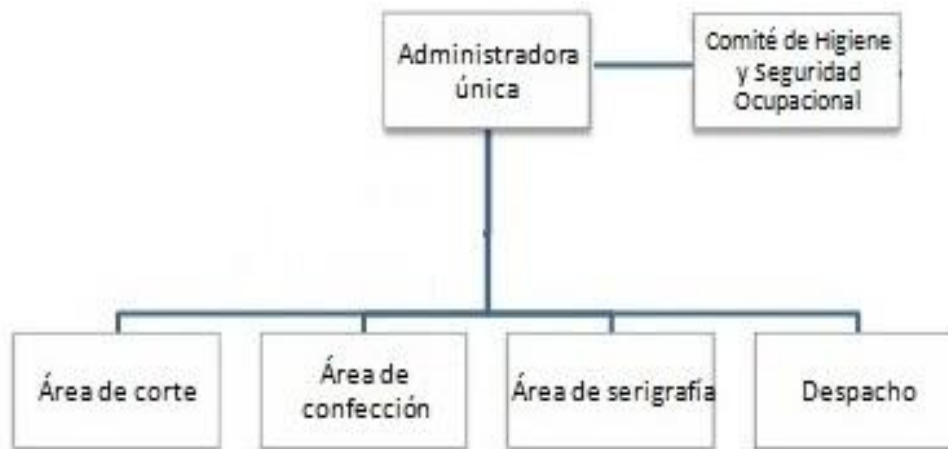 Administradora
única
Comité de Higiene
y Seguridad
Ocupacional
Área de corte
Área de
confección
Área de serigrafía
Despacho